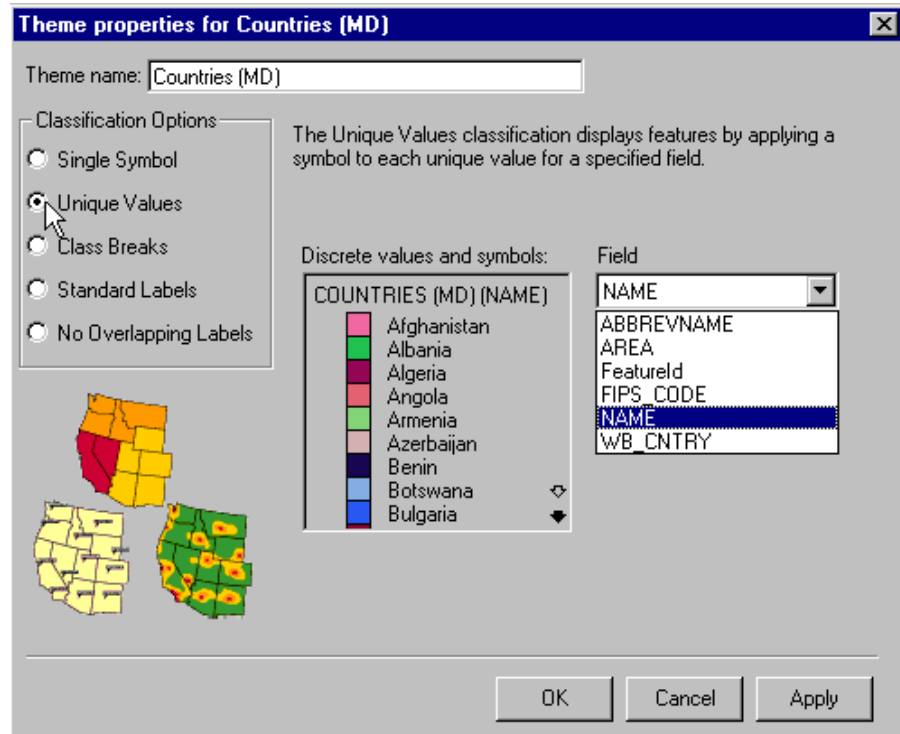 Theme properties for Countries (MD)
Theme name: Countries (MD)
Classification Options
Single Symbol
Unique Values
Class Breaks
Standard Labels
No Overlapping Labels
The Unique Values classification displays features by applying a
symbol to each unique value for a specified field.
Discrete values and symbols:
COUNTRIES (MD) (NAME)
Afghanistan
Albania
Algeria
Angola
Armenia
Azerbaijan
Benin
Botswana
Bulgaria
Field
NAME
ABBREVNAME
AREA
FeatureId
FIPS_CODE
NAME
WB_CNTRY
OK
Cancel
Apply